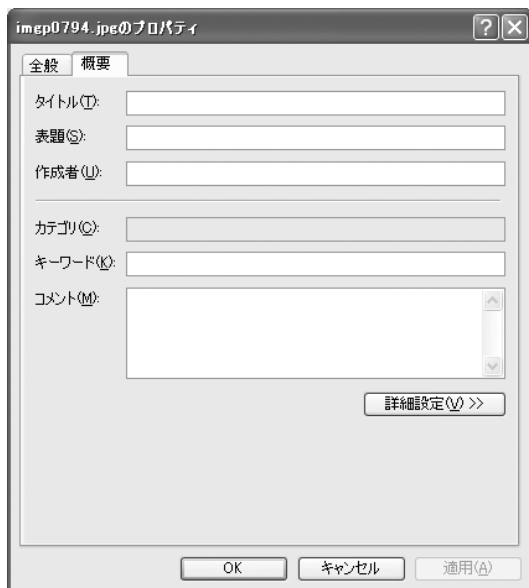 imgp0794.jpgのプロパティ
全般 概要
タイトル(T):
表題(S):
作成者(U):
カテゴリ(C):
キーワード(K):
コメント(M):
詳細設定(V) >>
OK キャンセル 適用(A)